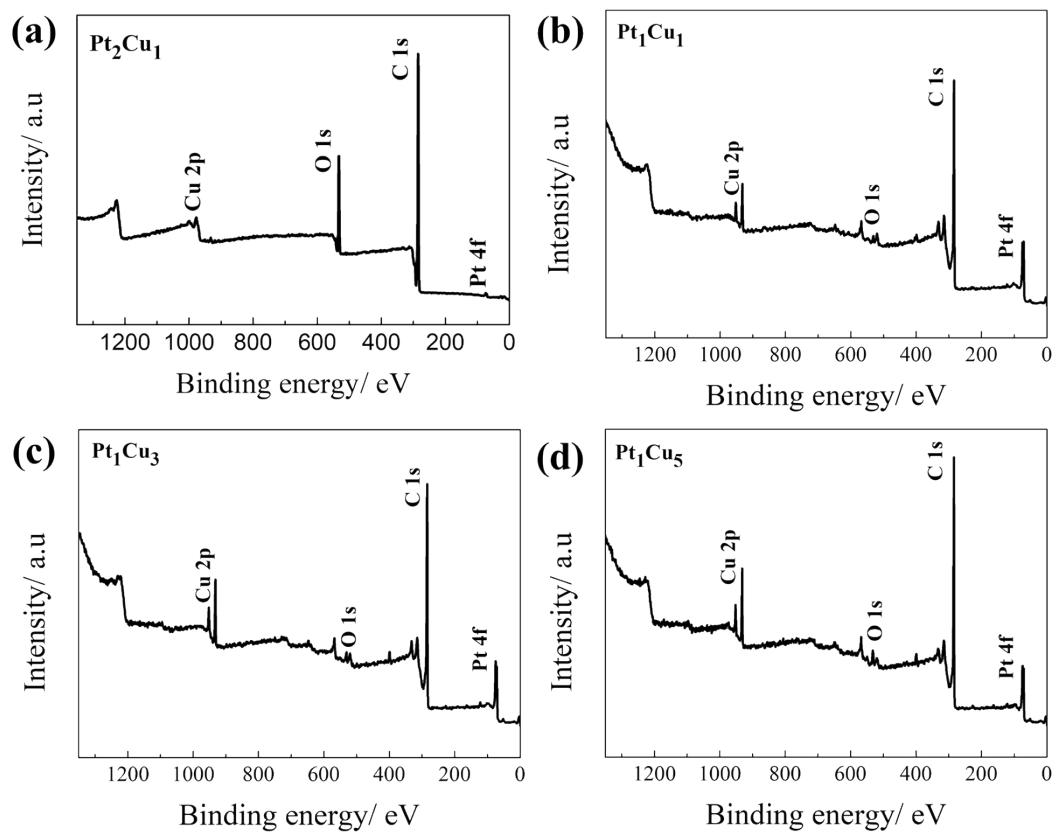 (a)
Pt2Cu1
Intensity/ a.u
Cu 2p
O 1s
C 1s
Pt 4f
1200 1000 800 600 400 200 0
Binding energy/ eV
(b)
Pt1Cu1
Intensity/ a.u
Cu 2p
O 1s
C 1s
Pt 4f
1200 1000 800 600 400 200 0
Binding energy/ eV
(c)
Pt1Cu3
Intensity/ a.u
Cu 2p
O 1s
C 1s
Pt 4f
1200 1000 800 600 400 200 0
Binding energy/ eV
(d)
Pt1Cu5
Intensity/ a.u
Cu 2p
O 1s
C 1s
Pt 4f
1200 1000 800 600 400 200 0
Binding energy/ eV